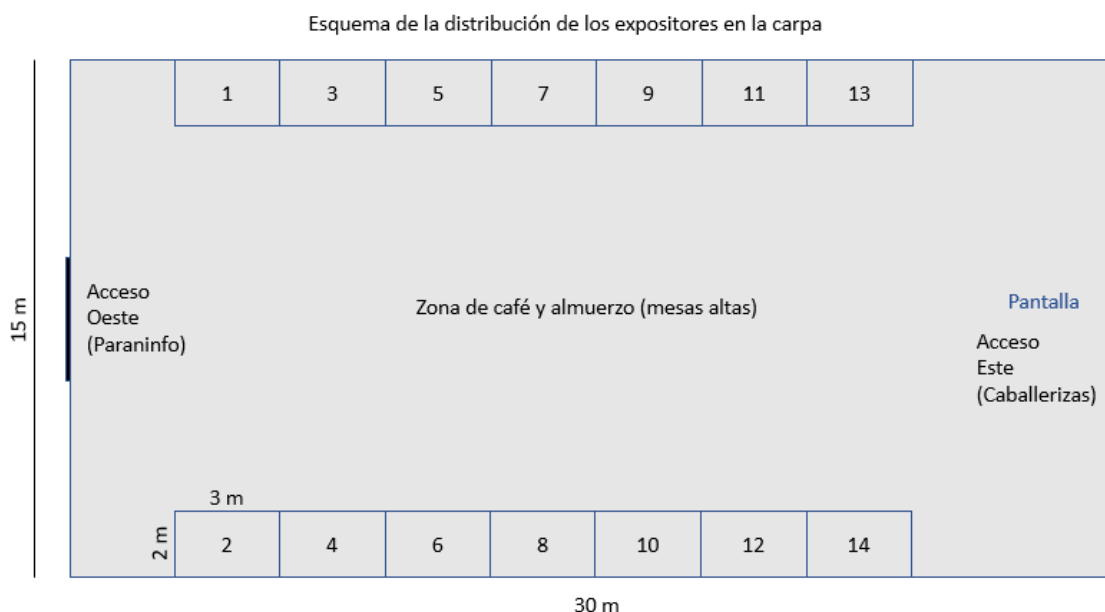 Esquema de la distribución de los expositores en la carpa
1
3
5
7
9
11
13
15 m
Acceso
Oeste
(Paraninfo)
Zona de café y almuerzo (mesas altas)
Pantalla
Acceso
Este
(Caballerizas)
3 m
2 m
2
4
6
8
10
12
14
30 m